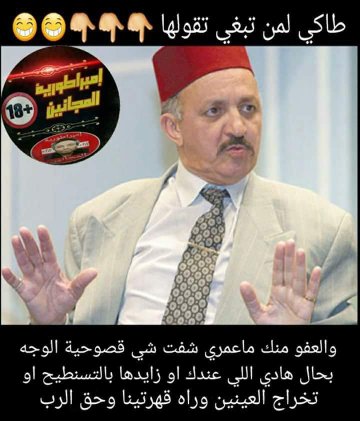 طاكي لمن تبغي تقولها 👇👇👇😁😁
إمبراطورية
المجانين
18+
والعفو منك ماعمري شفت شي قصوحية الوجه
بحال هادي اللي عندك او زايدها بالتسنطيح او
تخراج العينين وراه قهرتينا وحق الرب